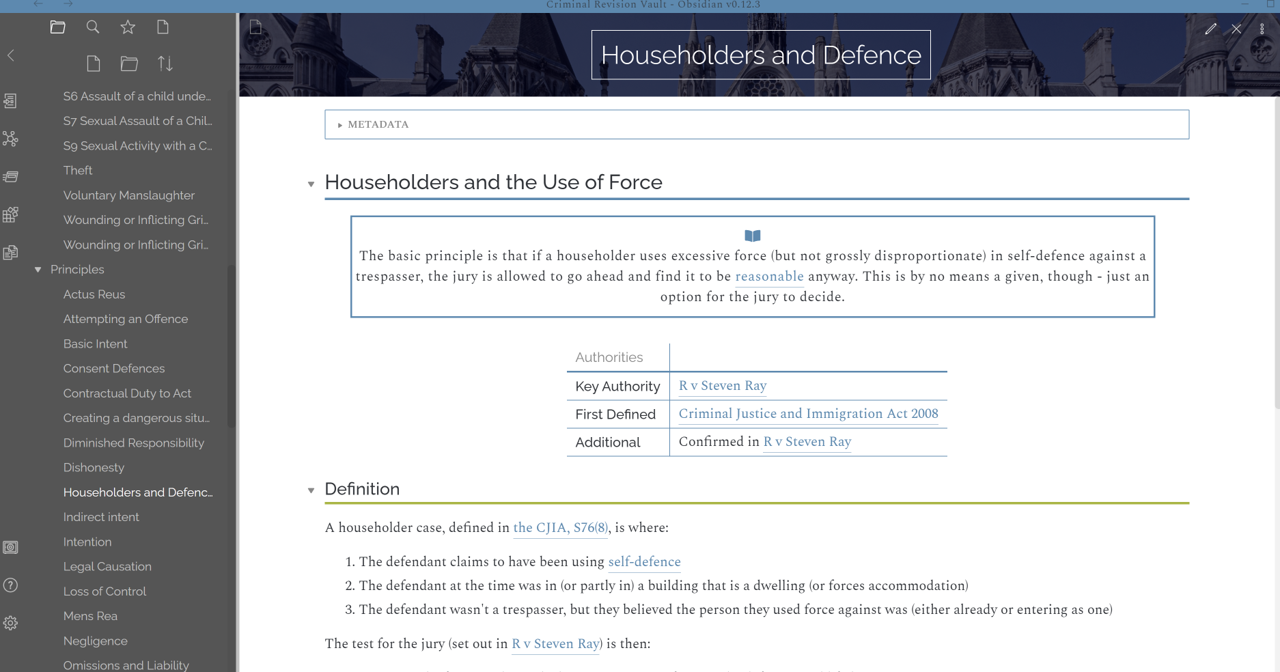 Criminal Revision Vault - Obsidian v0.12.3
S6 Assault of a child unde...
S7 Sexual Assault of a Chil...
S9 Sexual Activity with a C...
Theft
Voluntary Manslaughter
Wounding or Inflicting Gri...
Wounding or Inflicting Gri...
Principles
Actus Reus
Attempting an Offence
Basic Intent
Consent Defences
Contractual Duty to Act
Creating a dangerous situ...
Diminished Responsibility
Dishonesty
Householders and Defenc...
Indirect intent
Intention
Legal Causation
Loss of Control
Mens Rea
Negligence
Omissions and Liability
Householders and Defence
METADATA
Householders and the Use of Force
The basic principle is that if a householder uses excessive force (but not grossly disproportionate) in self-defence against a
trespasser, the jury is allowed to go ahead and find it to be reasonable anyway. This is by no means a given, though - just an
option for the jury to decide.
Authorities
Key Authority R v Steven Ray
First Defined Criminal Justice and Immigration Act 2008
Additional Confirmed in R v Steven Ray
Definition
A householder case, defined in the CJIA, S76(8), is where:
1. The defendant claims to have been using self-defence
2. The defendant at the time was in (or partly in) a building that is a dwelling (or forces accommodation)
3. The defendant wasn't a trespasser, but they believed the person they used force against was (either already or entering as one)
The test for the jury (set out in R v Steven Ray) is then: